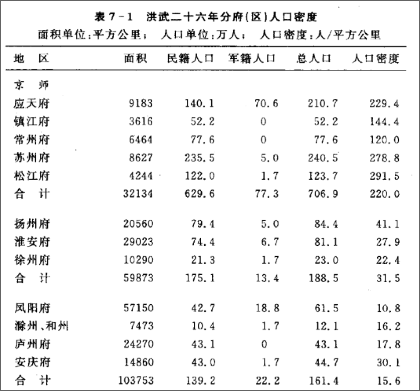 表7-1 洪武二十六年分府(区)人口密度
面积单位:平方公里; 人口单位:万人; 人口密度:人/平方公里
地 区 面积 民籍人口 军籍人口 总人口 人口密度
京 师
应天府 9183 140.1 70.6 210.7 229.4
镇江府 3616 52.2 0 52.2 144.4
常州府 6464 77.6 0 77.6 120.0
苏州府 8627 235.5 5.0 240.5 278.8
松江府 4244 122.0 1.7 123.7 291.5
合 计 32134 629.6 77.3 706.9 220.0
扬州府 20560 79.4 5.0 84.4 41.1
淮安府 29023 74.4 6.7 81.1 27.9
徐州府 10290 21.3 1.7 23.0 22.4
合 计 59873 175.1 13.4 188.5 31.5
凤阳府 57150 42.7 18.8 61.5 10.8
滁州、和州 7473 10.4 1.7 12.1 16.2
庐州府 24270 43.1 0 43.1 17.8
安庆府 14860 43.0 1.7 44.7 30.1
合 计 103753 139.2 22.2 161.4 15.6